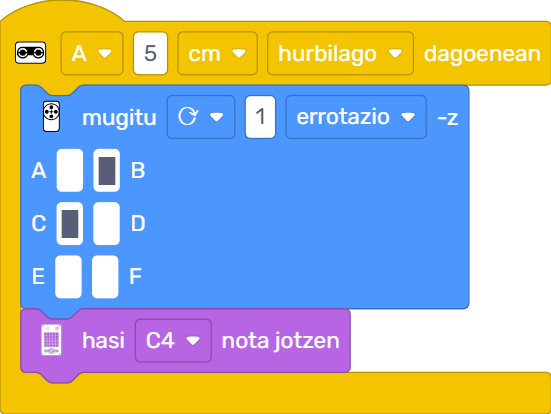 A 5 cm hurbilago dagoenean
mugitu 1 errotazio -z
A B
C D
E F
hasi C4 nota jotzen